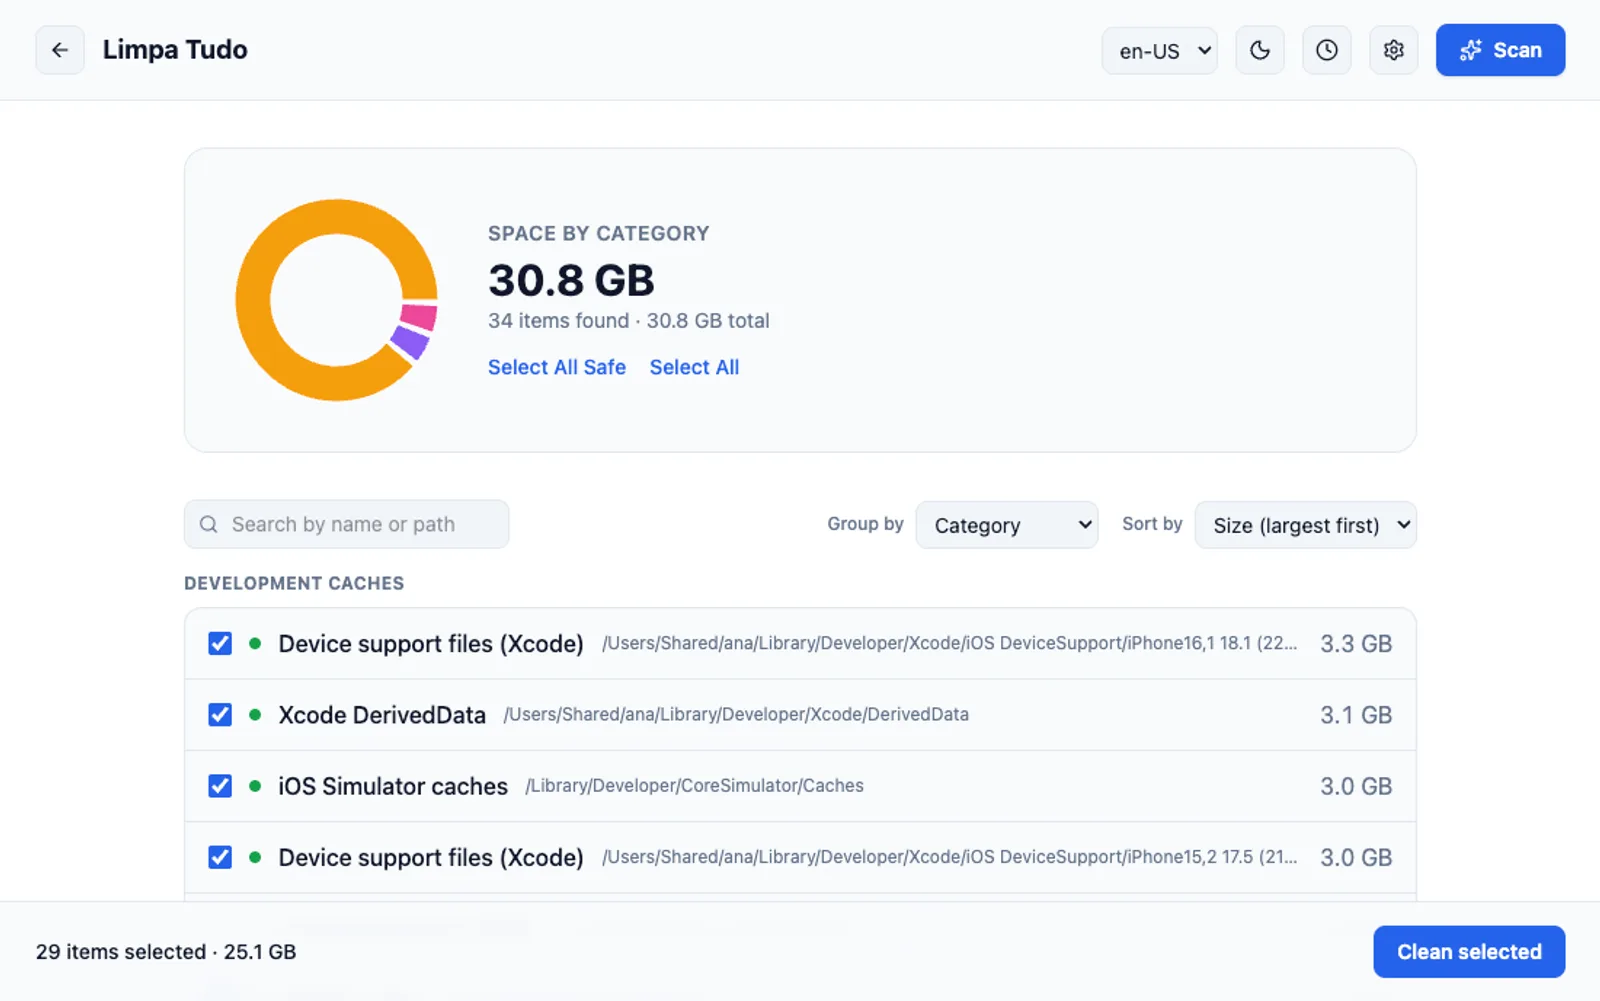 Limpa Tudo
en-US
Scan
SPACE BY CATEGORY
30.8 GB
34 items found · 30.8 GB total
Select All Safe Select All
Search by name or path
Group by Category Sort by Size (largest first)
DEVELOPMENT CACHES
Device support files (Xcode) /Users/Shared/ana/Library/Developer/Xcode/iOS DeviceSupport/iPhone16,1 18.1 (22... 3.3 GB
Xcode DerivedData /Users/Shared/ana/Library/Developer/Xcode/DerivedData 3.1 GB
iOS Simulator caches /Library/Developer/CoreSimulator/Caches 3.0 GB
Device support files (Xcode) /Users/Shared/ana/Library/Developer/Xcode/iOS DeviceSupport/iPhone15,2 17.5 (21... 3.0 GB
29 items selected · 25.1 GB
Clean selected